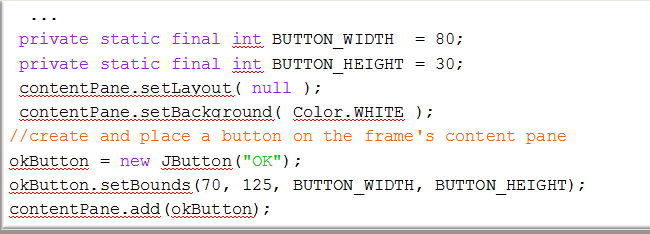 ...
private static final int BUTTON_WIDTH  = 80;
private static final int BUTTON_HEIGHT = 30;
contentPane.setLayout( null );
contentPane.setBackground( Color.WHITE );
//create and place a button on the frame's content pane
okButton = new JButton("OK");
okButton.setBounds(70, 125, BUTTON_WIDTH, BUTTON_HEIGHT);
contentPane.add(okButton);